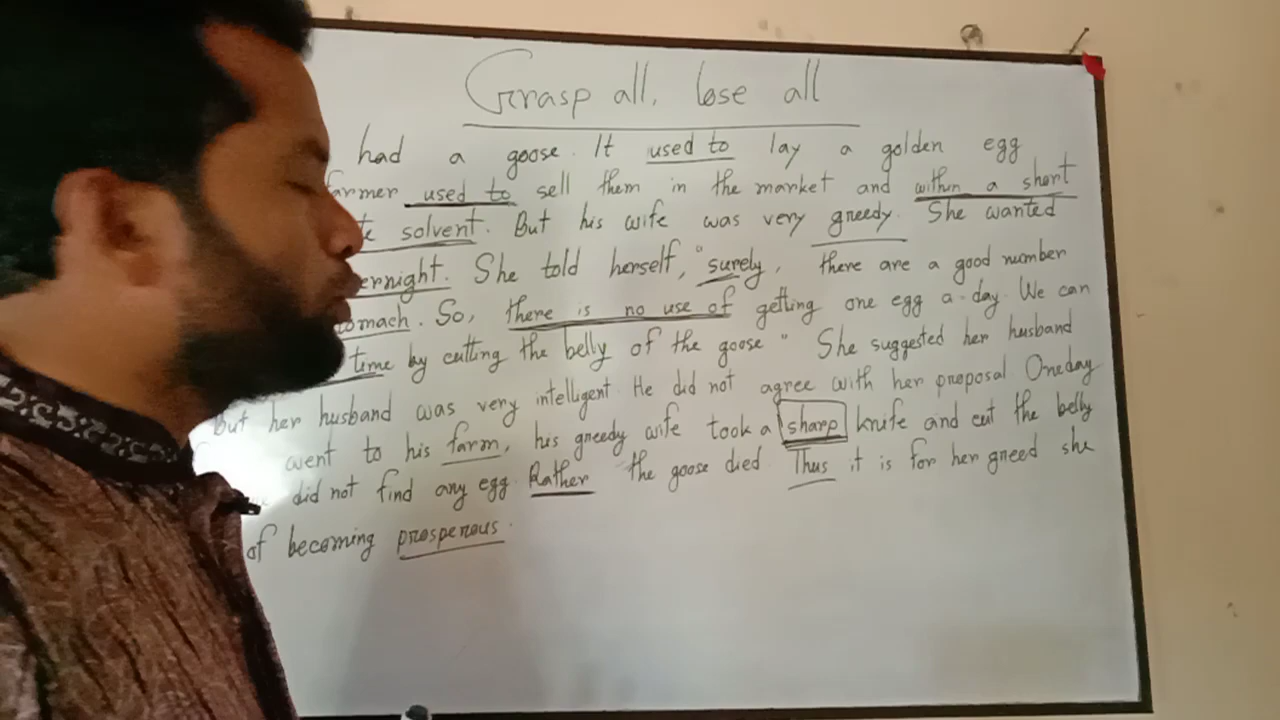 Grasp all, lose all
had a goose. It used to lay a golden egg
farmer used to sell them in the market and within a short
solvent. But his wife was very greedy. She wanted
She told herself, "surely, there are a good number
So, there is no use of getting one egg a day. We can
time by cutting the belly of the goose" She suggested her husband
But her husband was very intelligent. He did not agree with her proposal. Oneday
went to his farm, his greedy wife took a sharp knife and cut the belly
did not find any egg. Rather the goose died. Thus it is for her greed she
of becoming prosperous.